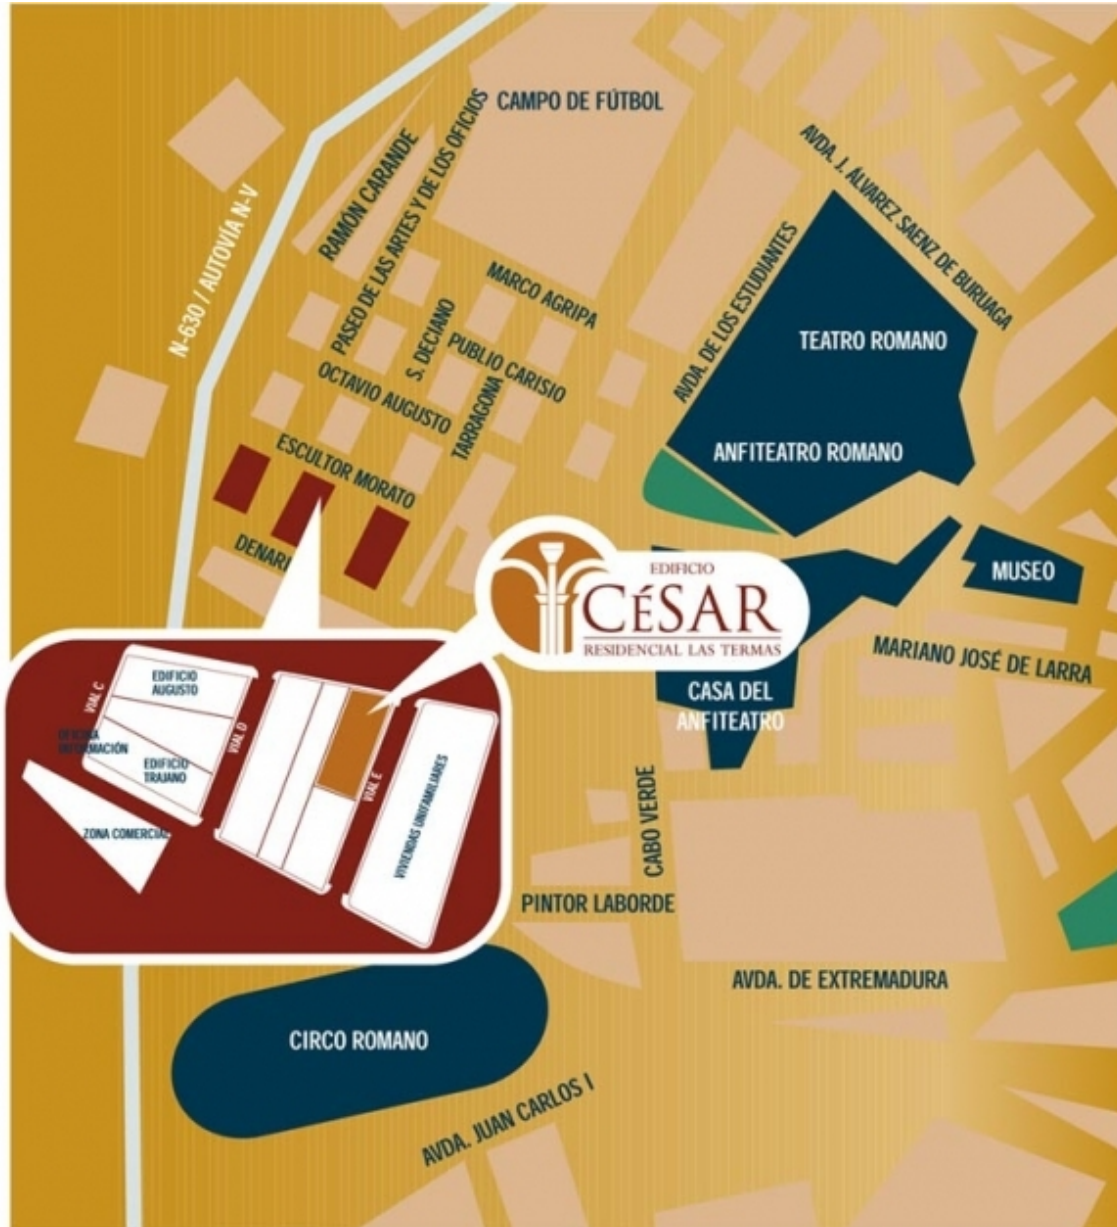 CAMPO DE FÚTBOL
RAMÓN CARANDE
PASEO DE LAS ARTES Y DE LOS OFICIOS
AVDA. J. ÁLVAREZ SAENZ DE BURUAGA
N-630 / AUTOVÍA N-V
MARCO AGRIPA
AVDA. DE LOS ESTUDIANTES
S. DECIANO
PUBLIO CARISIO
TEATRO ROMANO
OCTAVIO AUGUSTO
TARRAGONA
ANFITEATRO ROMANO
ESCULTOR MORATO
DENARI
EDIFICIO
CéSAR
RESIDENCIAL LAS TERMAS
MUSEO
MARIANO JOSÉ DE LARRA
CASA DEL
ANFITEATRO
EDIFICIO
AUGUSTO
VIAL C
VIAL D
OFICINA
INFORMACIÓN
EDIFICIO
TRAJANO
VIAL E
VIVIENDAS UNIFAMILIARES
ZONA COMERCIAL
CABO VERDE
PINTOR LABORDE
AVDA. DE EXTREMADURA
CIRCO ROMANO
AVDA. JUAN CARLOS I